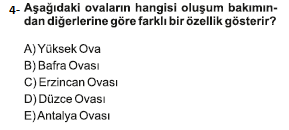 4- Aşağıdaki ovaların hangisi oluşum bakımın-
dan diğerlerine göre farklı bir özellik gösterir?
A) Yüksek Ova
B) Bafra Ovası
C) Erzincan Ovası
D) Düzce Ovası
E) Antalya Ovası